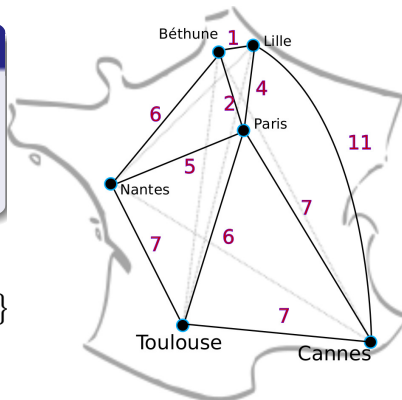 Béthune 1 Lille
6 2 4
Paris
11
5
Nantes
7
7 6
7
Toulouse
Cannes
}